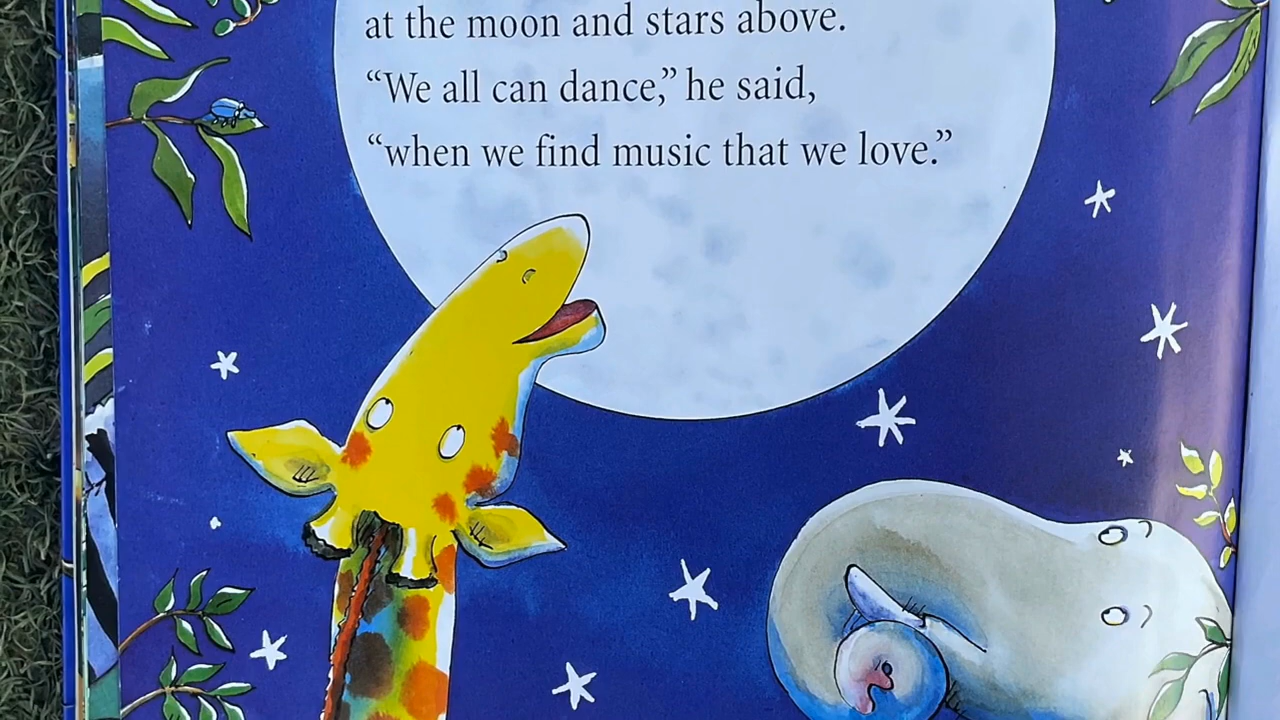 at the moon and stars above.
“We all can dance,” he said,
“when we find music that we love.”